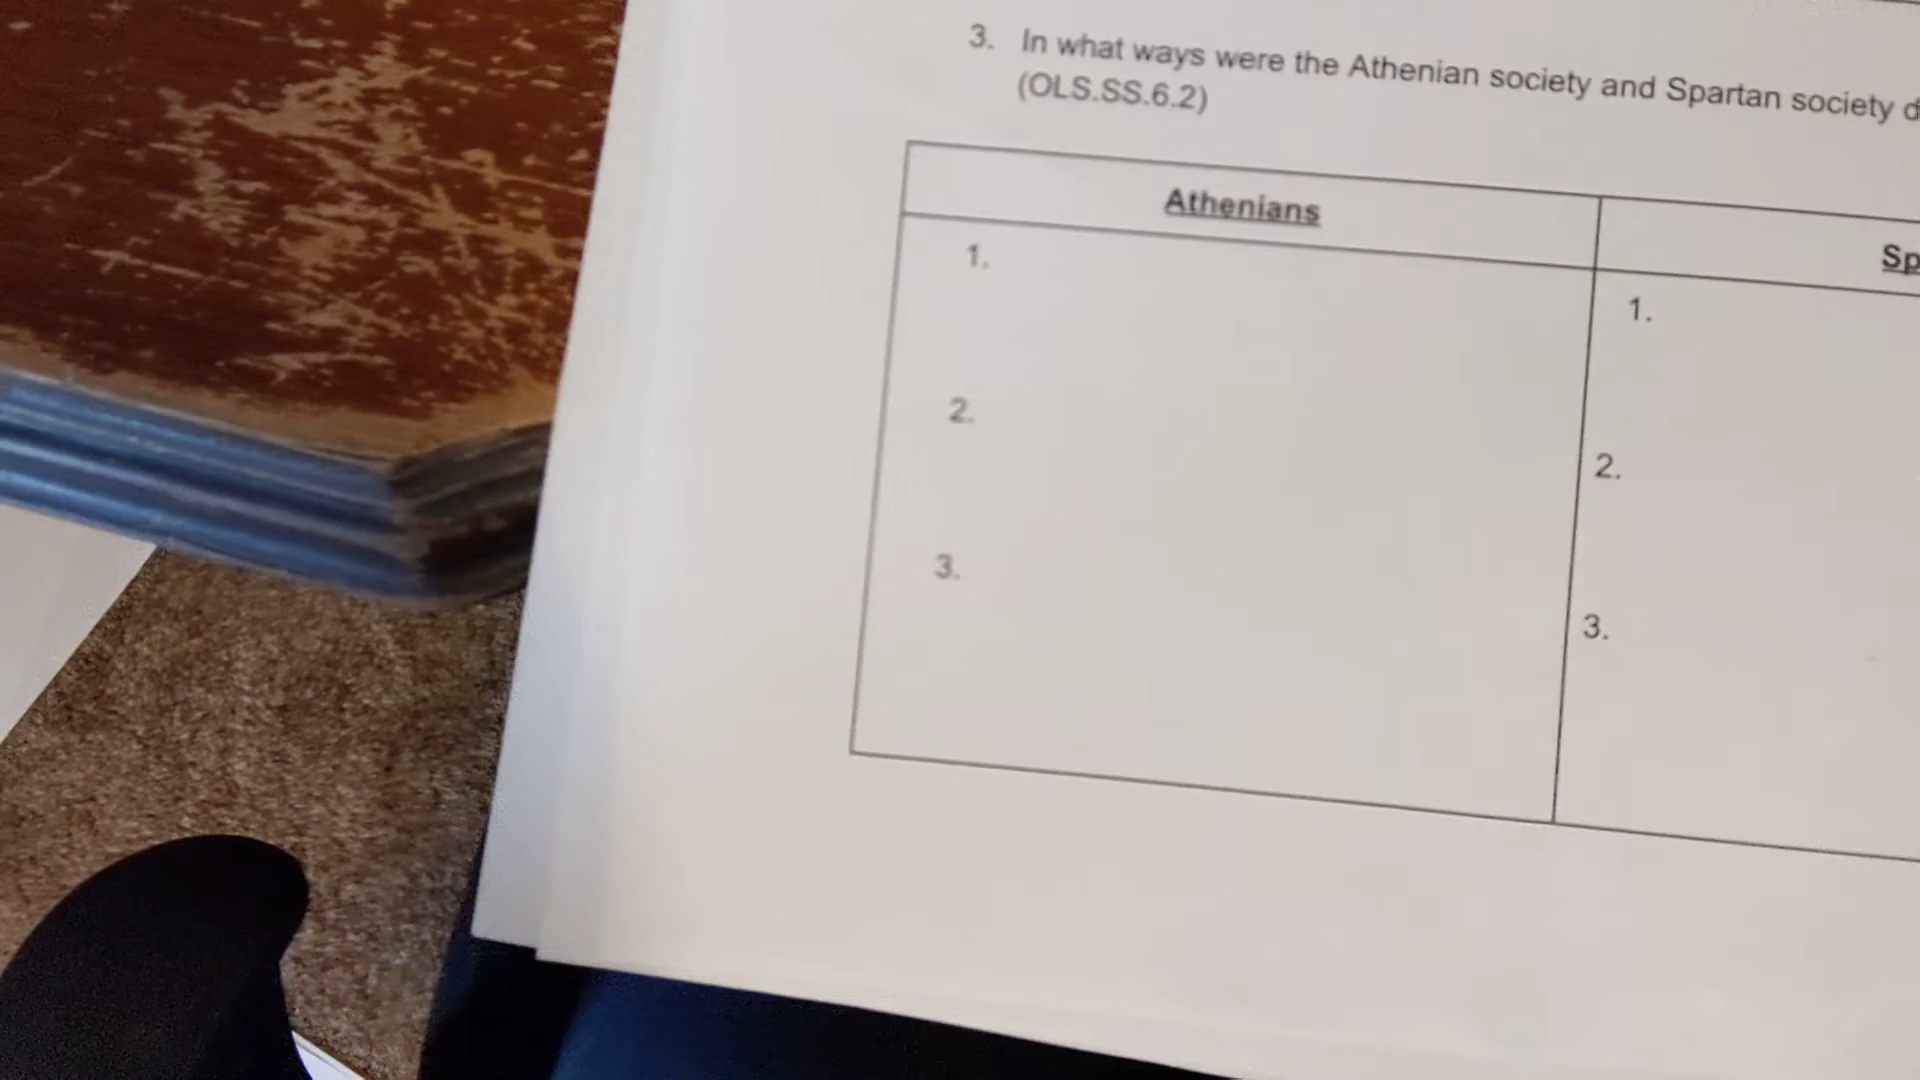 3. In what ways were the Athenian society and Spartan society
(OLS.SS.6.2)
Athenians
1.
2.
3.
Sp
1.
2.
3.